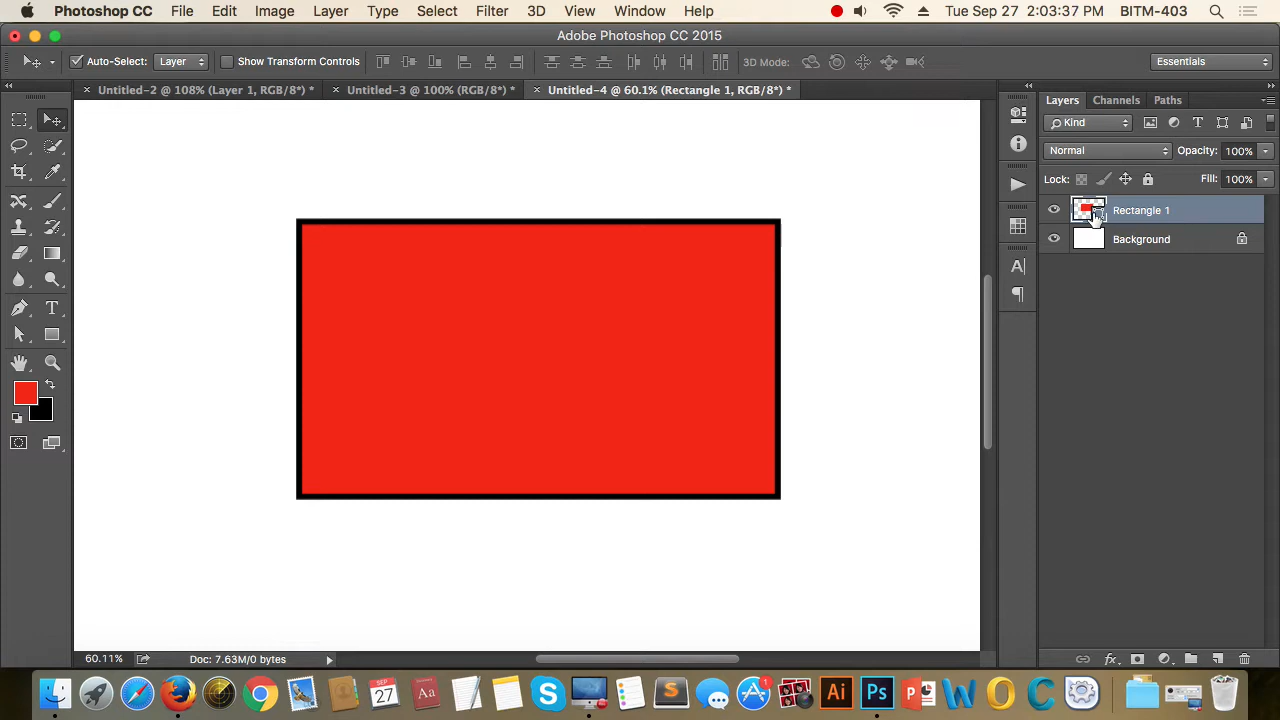 Photoshop CC File Edit Image Layer Type Select Filter 3D View Window Help Tue Sep 27 2:03:37 PM BITM-403
Adobe Photoshop CC 2015
Auto-Select: Layer Show Transform Controls 3D Mode: Essentials
Untitled-2 @ 108% (Layer 1, RGB/8*) * Untitled-3 @ 100% (RGB/8*) * Untitled-4 @ 60.1% (Rectangle 1, RGB/8*) *
Layers Channels Paths
Kind
Normal Opacity: 100%
Lock: Fill: 100%
Rectangle 1
Background
60.11% Doc: 7.63M/0 bytes